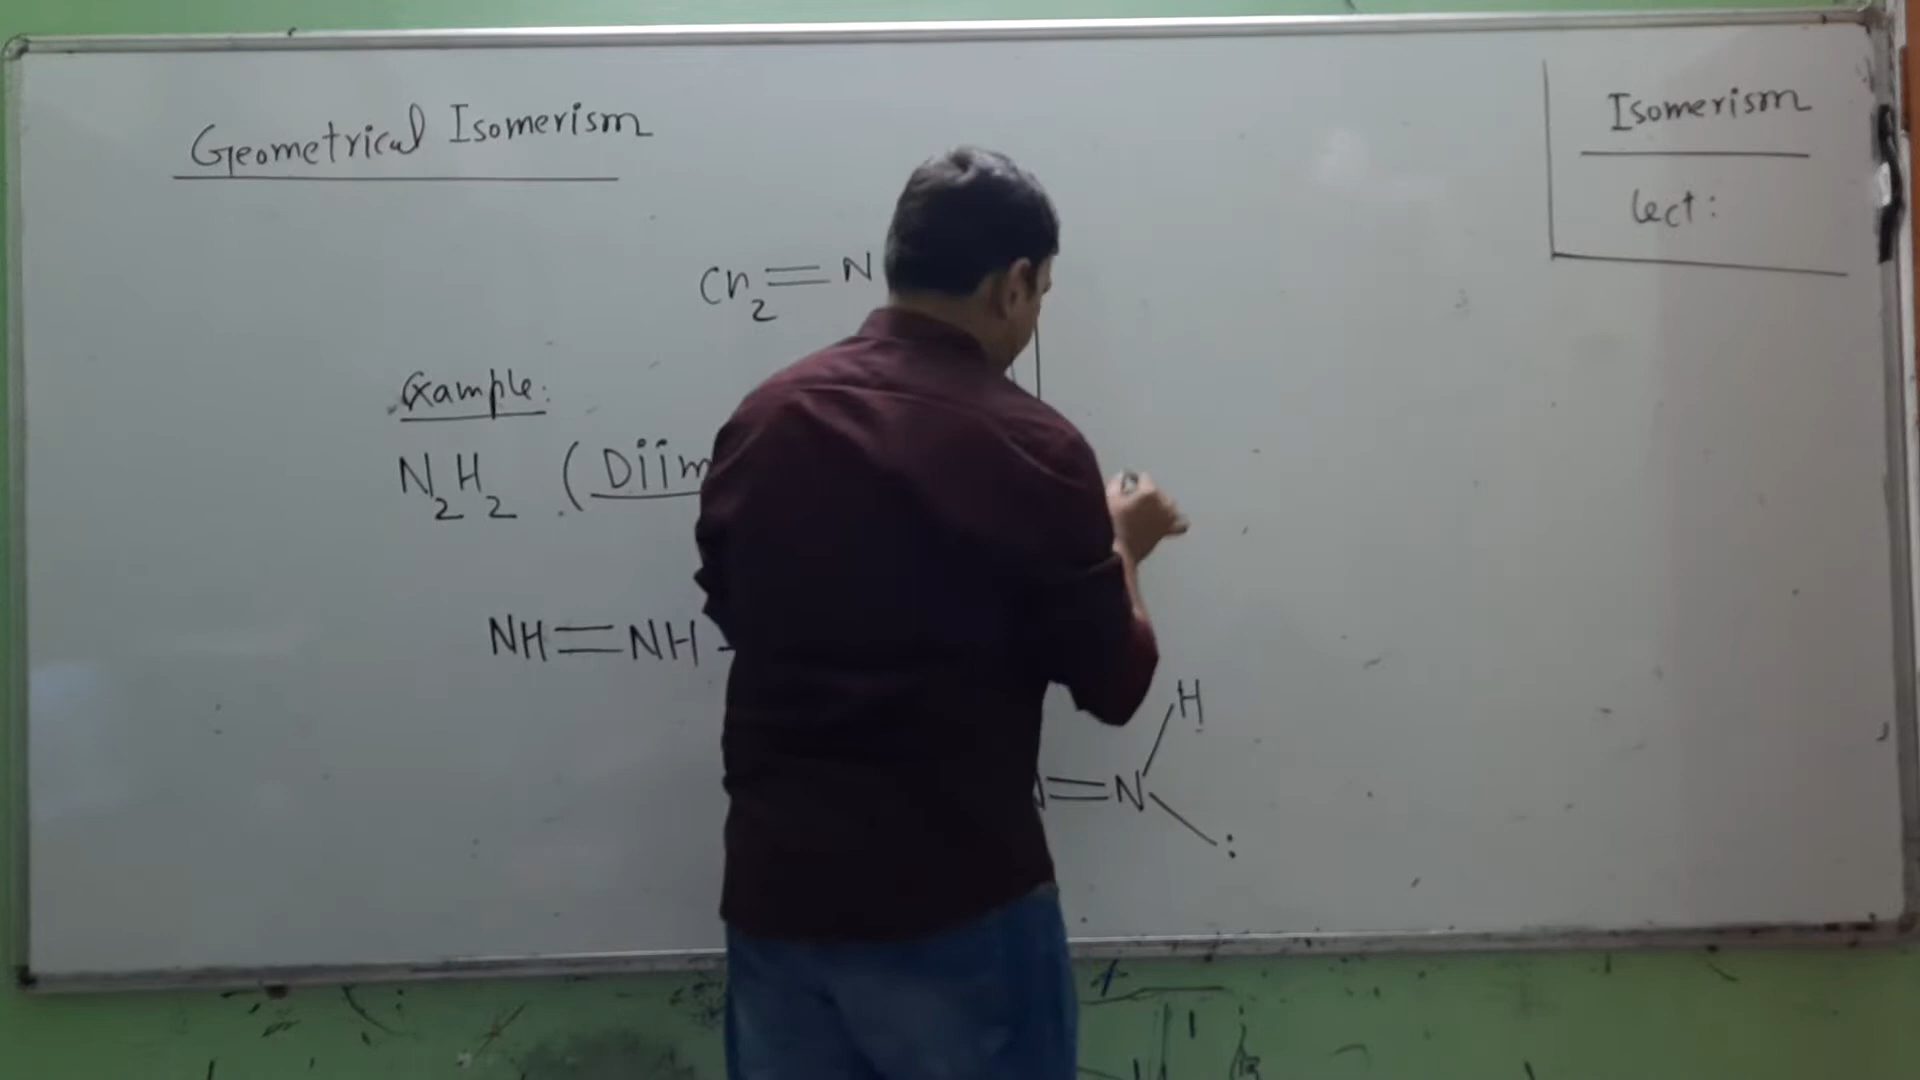 Geometrical Isomerism
Isomerism
Lect:
CH2=N
Example:
N2H2 (Diim
NH=NH -
H
=N
: